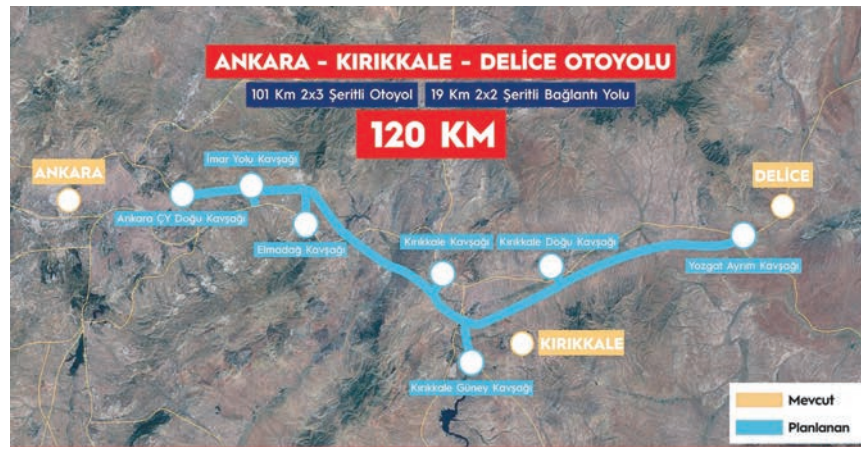 ANKARA - KIRIKKALE - DELİCE OTOYOLU
101 Km 2x3 Şeritli Otoyol
19 Km 2x2 Şeritli Bağlantı Yolu
120 KM
İmar Yolu Kavşağı
ANKARA
DELİCE
Ankara ÇY Doğu Kavşağı
Elmadağ Kavşağı
Kırıkkale Kavşağı
Kırıkkale Doğu Kavşağı
Yozgat Ayrım Kavşağı
KIRIKKALE
Kırıkkale Güney Kavşağı
Mevcut
Planlanan